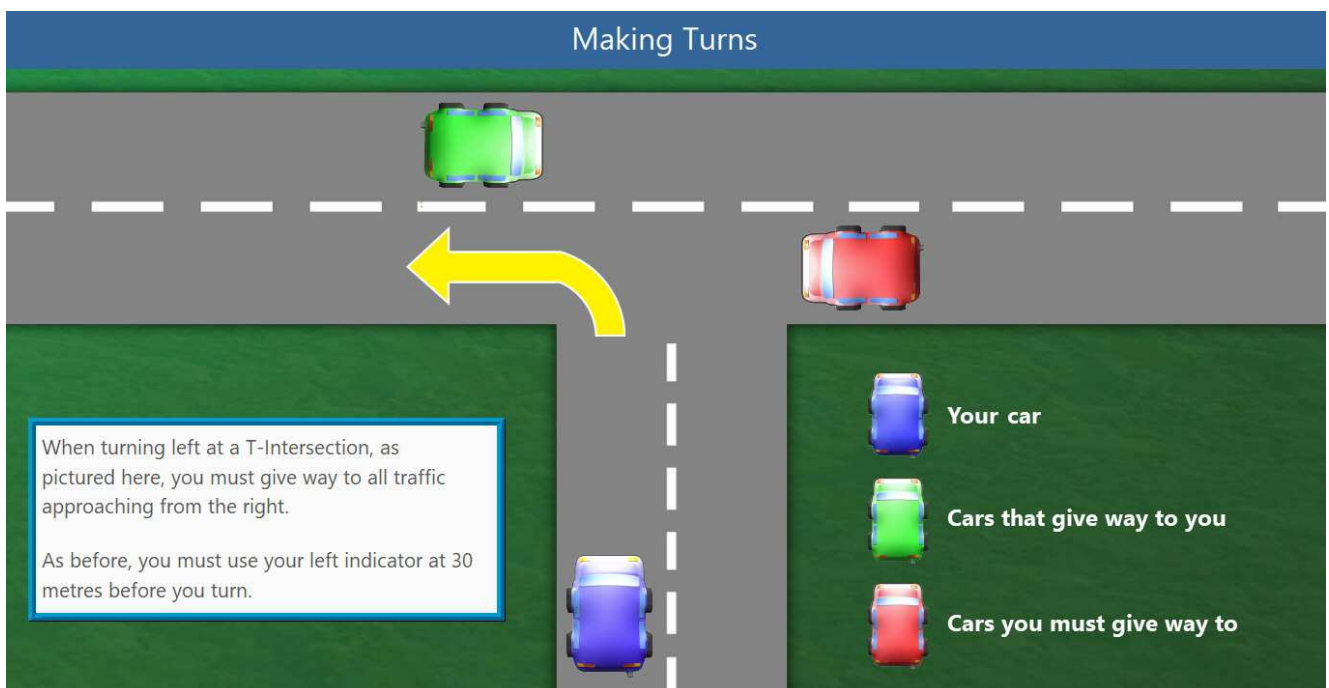 Making Turns
When turning left at a T-Intersection, as
pictured here, you must give way to all traffic
approaching from the right.
As before, you must use your left indicator at 30
metres before you turn.
Your car
Cars that give way to you
Cars you must give way to